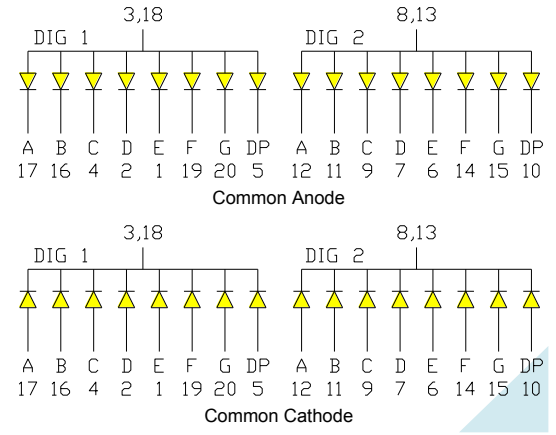 3,18 8,13
DIG 1 DIG 2
A B C D E F G DP A B C D E F G DP
17 16 4 2 1 19 20 5 12 11 9 7 6 14 15 10
Common Anode
3,18 8,13
DIG 1 DIG 2
A B C D E F G DP A B C D E F G DP
17 16 4 2 1 19 20 5 12 11 9 7 6 14 15 10
Common Cathode